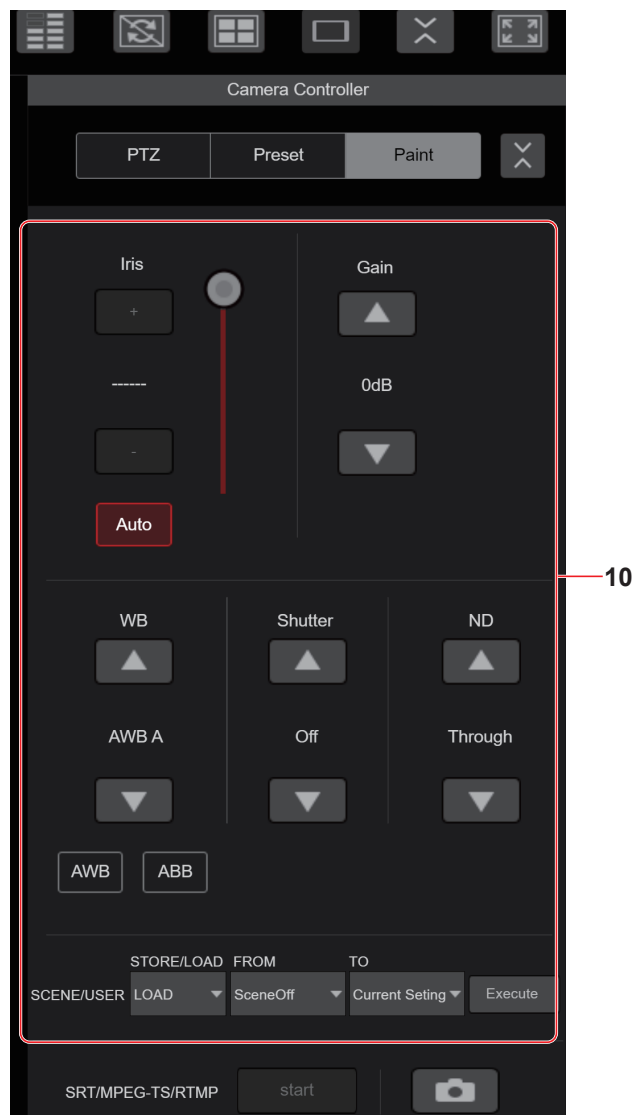 Camera Controller
PTZ Preset Paint
Iris Gain
+
------ 0dB
-
Auto
10
WB Shutter ND
AWB A Off Through
AWB ABB
STORE/LOAD FROM TO
SCENE/USER LOAD SceneOff Current Seting Execute
SRT/MPEG-TS/RTMP start